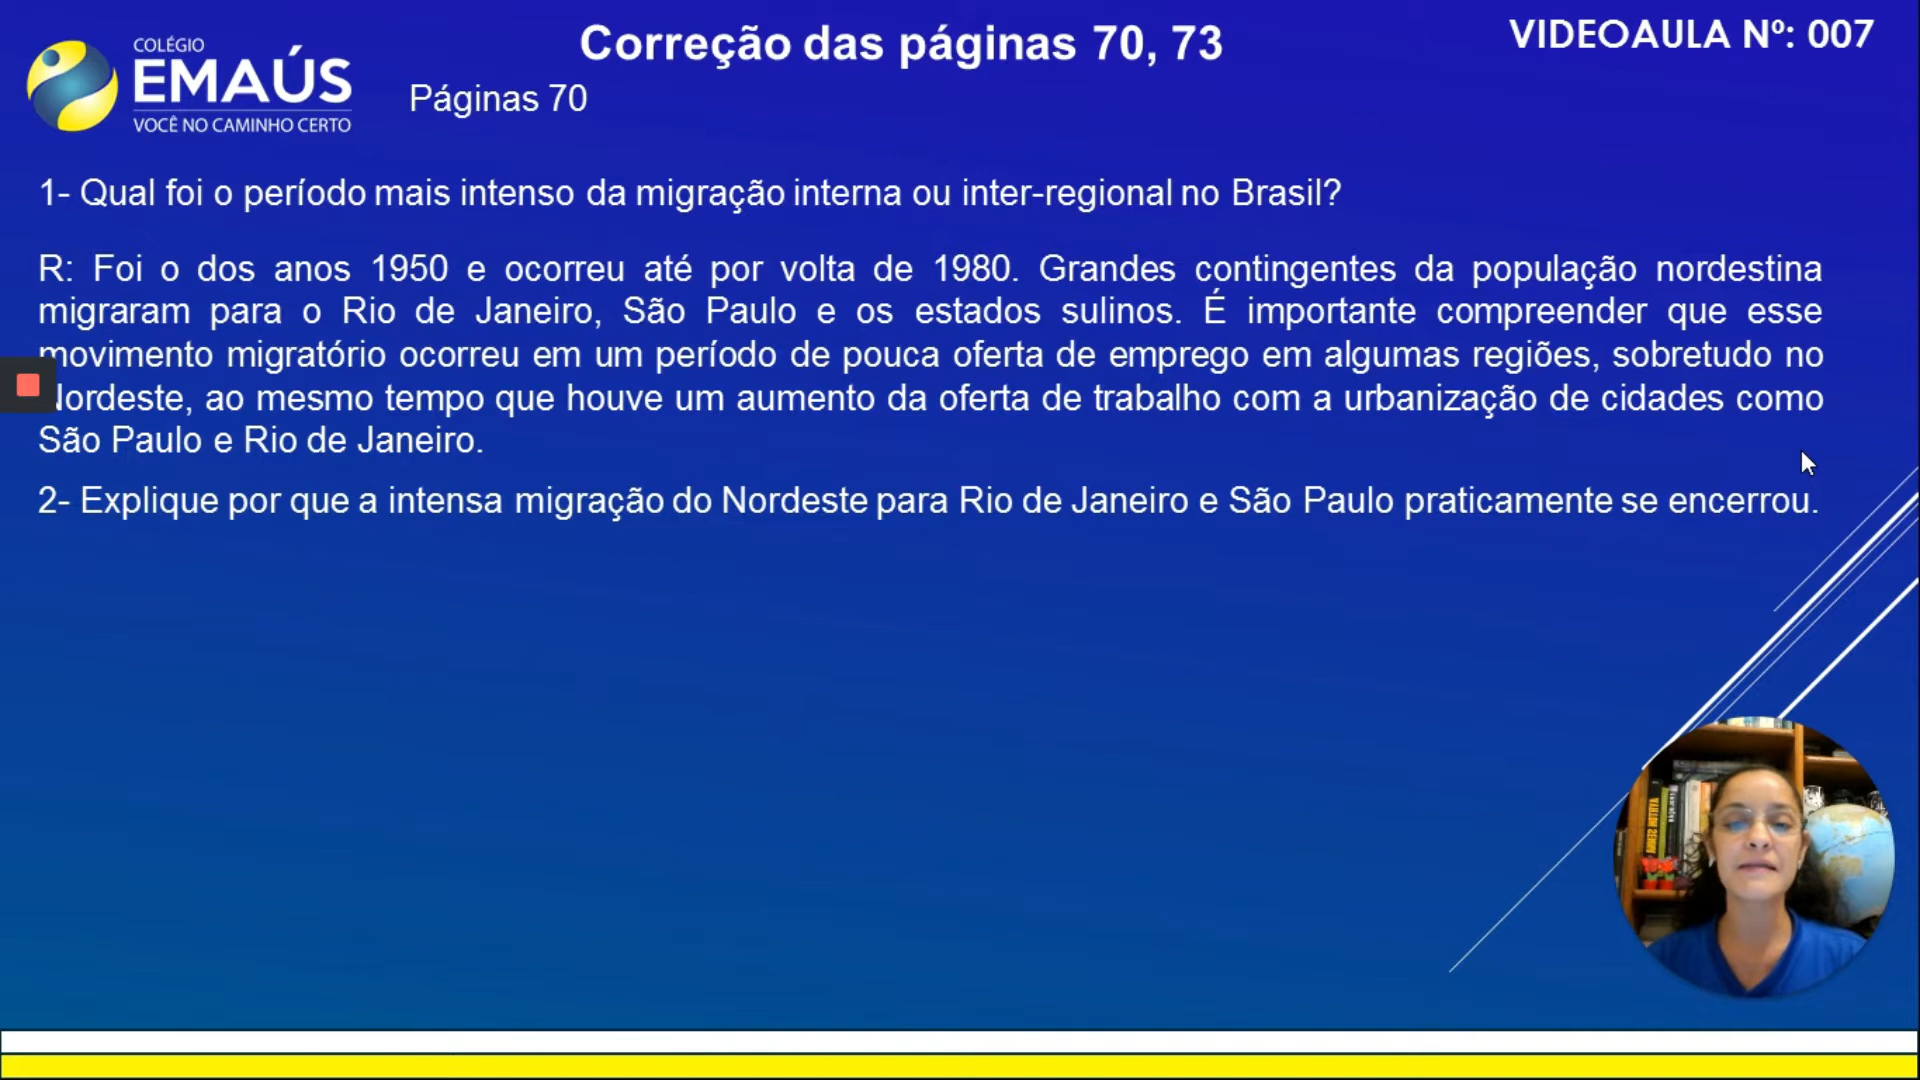 COLÉGIO
EMAÚS
VOCÊ NO CAMINHO CERTO
Correção das páginas 70, 73
VIDEOAULA Nº: 007
Páginas 70
1- Qual foi o período mais intenso da migração interna ou inter-regional no Brasil?
R: Foi o dos anos 1950 e ocorreu até por volta de 1980. Grandes contingentes da população nordestina
migraram para o Rio de Janeiro, São Paulo e os estados sulinos. É importante compreender que esse
movimento migratório ocorreu em um período de pouca oferta de emprego em algumas regiões, sobretudo no
Nordeste, ao mesmo tempo que houve um aumento da oferta de trabalho com a urbanização de cidades como
São Paulo e Rio de Janeiro.
2- Explique por que a intensa migração do Nordeste para Rio de Janeiro e São Paulo praticamente se encerrou.